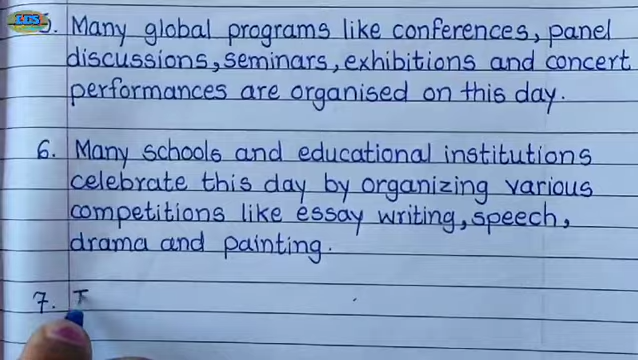 5. Many global programs like conferences, panel
discussions, seminars, exhibitions and concert
performances are organised on this day.
6. Many schools and educational institutions
celebrate this day by organizing various
competitions like essay writing, speech,
drama and painting.
7. T